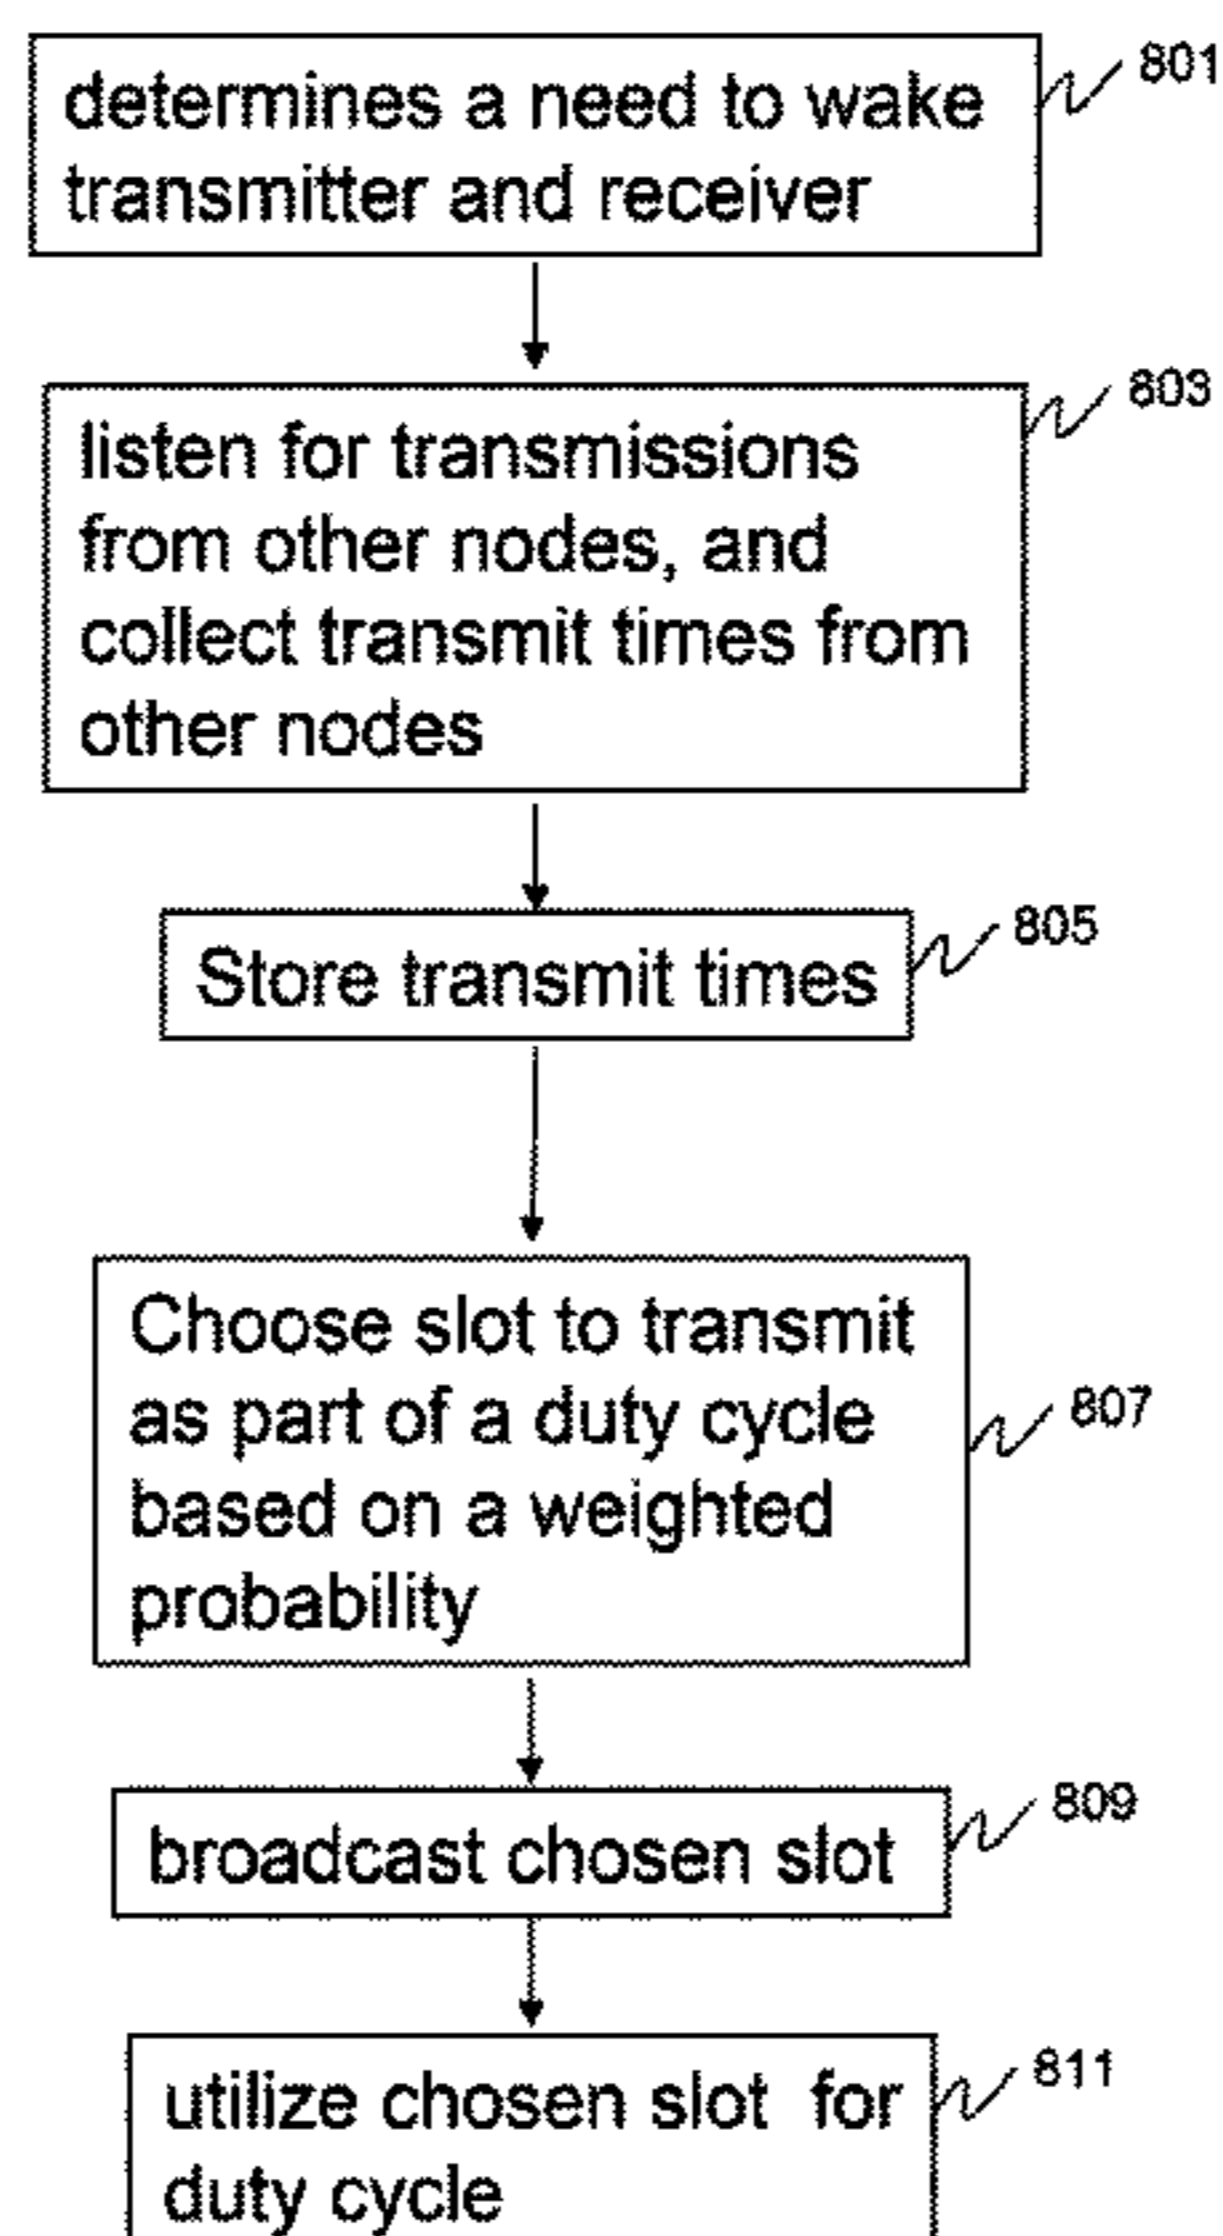 determines a need to wake
transmitter and receiver
801
listen for transmissions
from other nodes, and
collect transmit times from
other nodes
803
Store transmit times
805
Choose slot to transmit
as part of a duty cycle
based on a weighted
probability
807
broadcast chosen slot
809
utilize chosen slot for
duty cycle
811